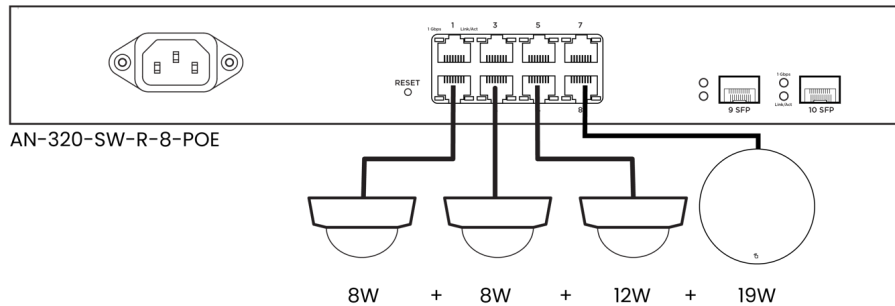 1 Gbps 1 Link/Act 3 5 7
RESET
8
1 Gbps
Link/Act
9 SFP 10 SFP
AN-320-SW-R-8-POE
8W + 8W + 12W + 19W